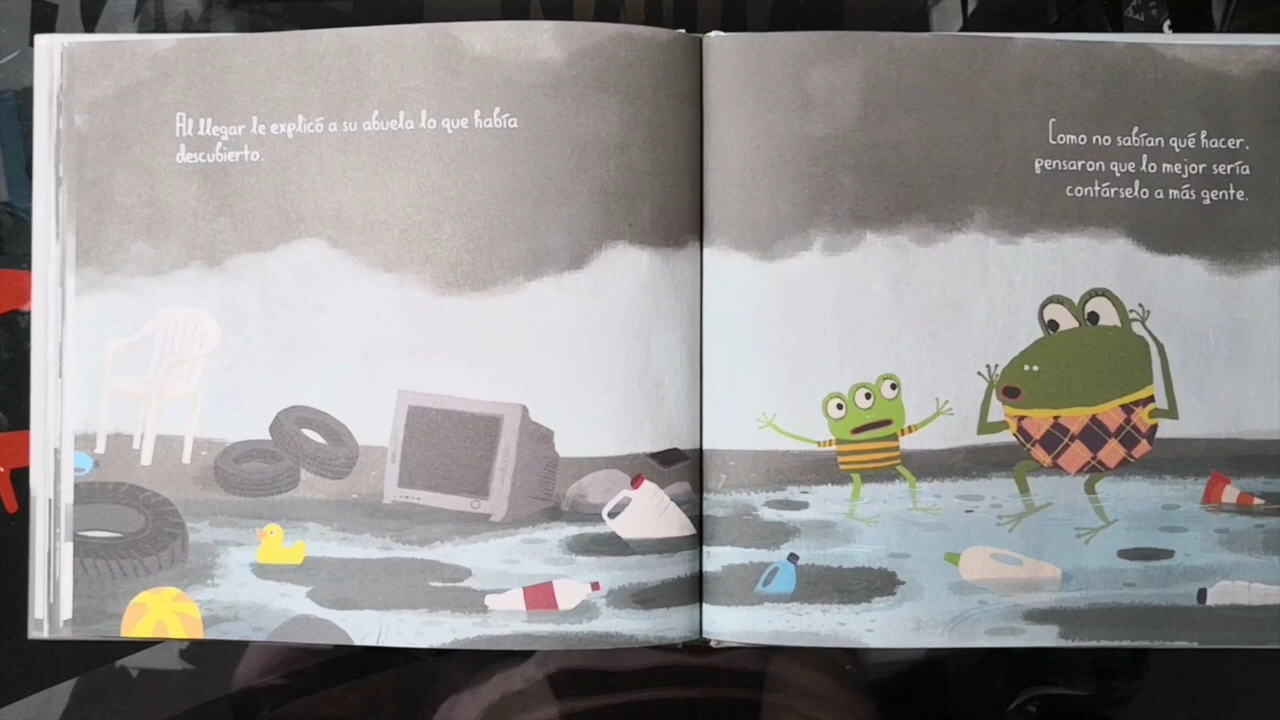 Al llegar le explicó a su abuela lo que había
descubierto.
Como no sabían qué hacer,
pensaron que lo mejor sería
contárselo a más gente.